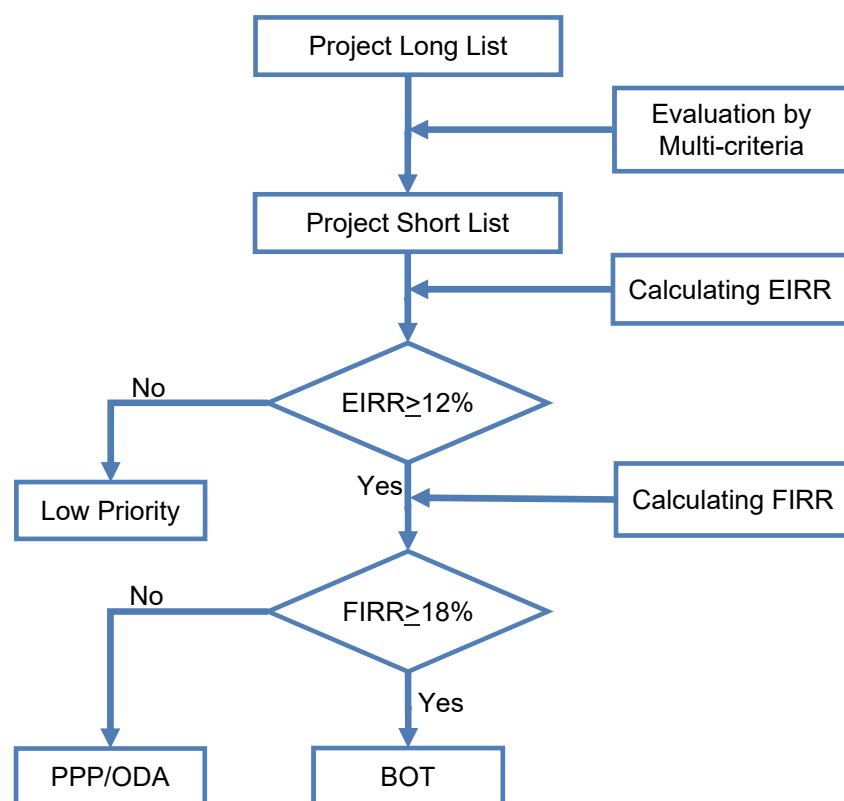 Project Long List
Evaluation by
Multi-criteria
Project Short List
Calculating EIRR
No
EIRR≥12%
Yes
Low Priority
Calculating FIRR
No
FIRR≥18%
Yes
PPP/ODA
BOT